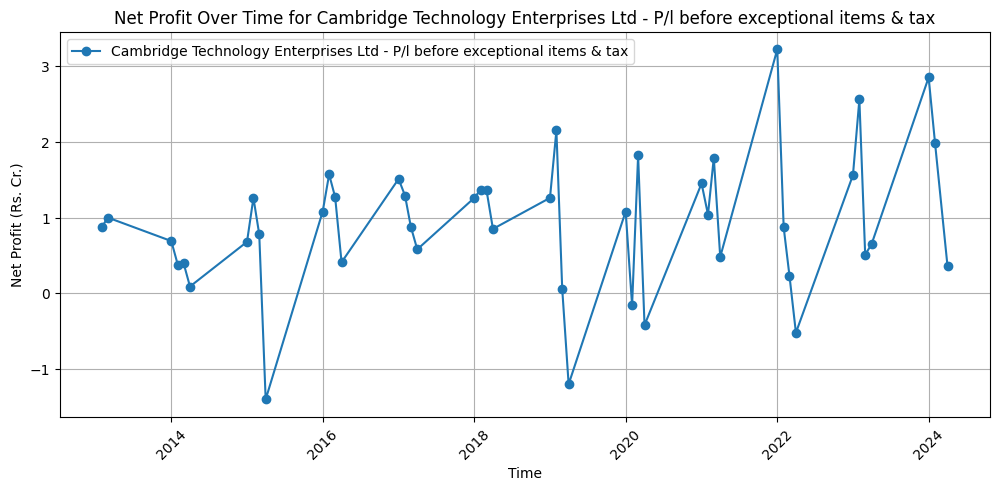 Net Profit Over Time for Cambridge Technology Enterprises Ltd - P/l before exceptional items & tax
Cambridge Technology Enterprises Ltd - P/l before exceptional items & tax
Net Profit (Rs. Cr.)
3
2
1
0
−1
2014
2016
2018
2020
2022
2024
Time